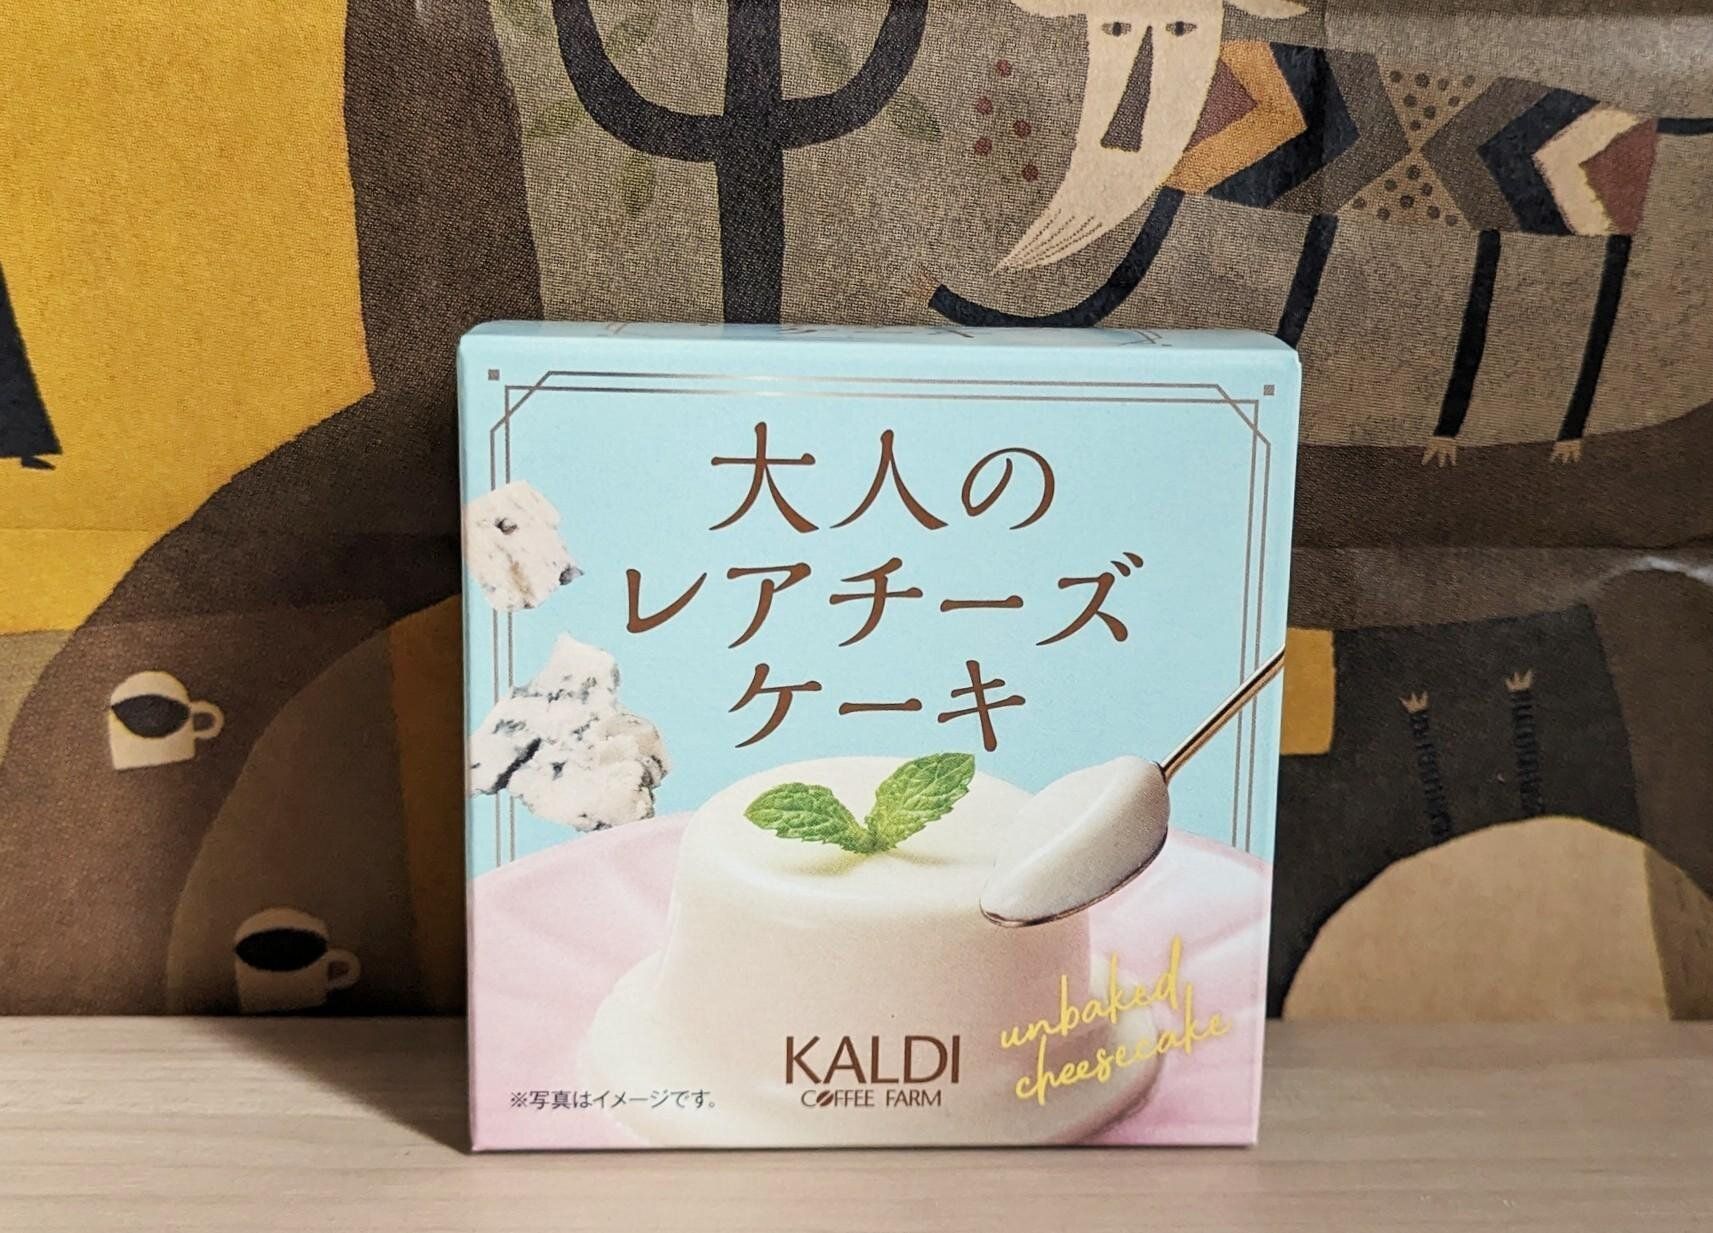 大人の
レアチーズ
ケーキ
unbaked
cheesecake
KALDI
COFFEE FARM
※写真はイメージです。